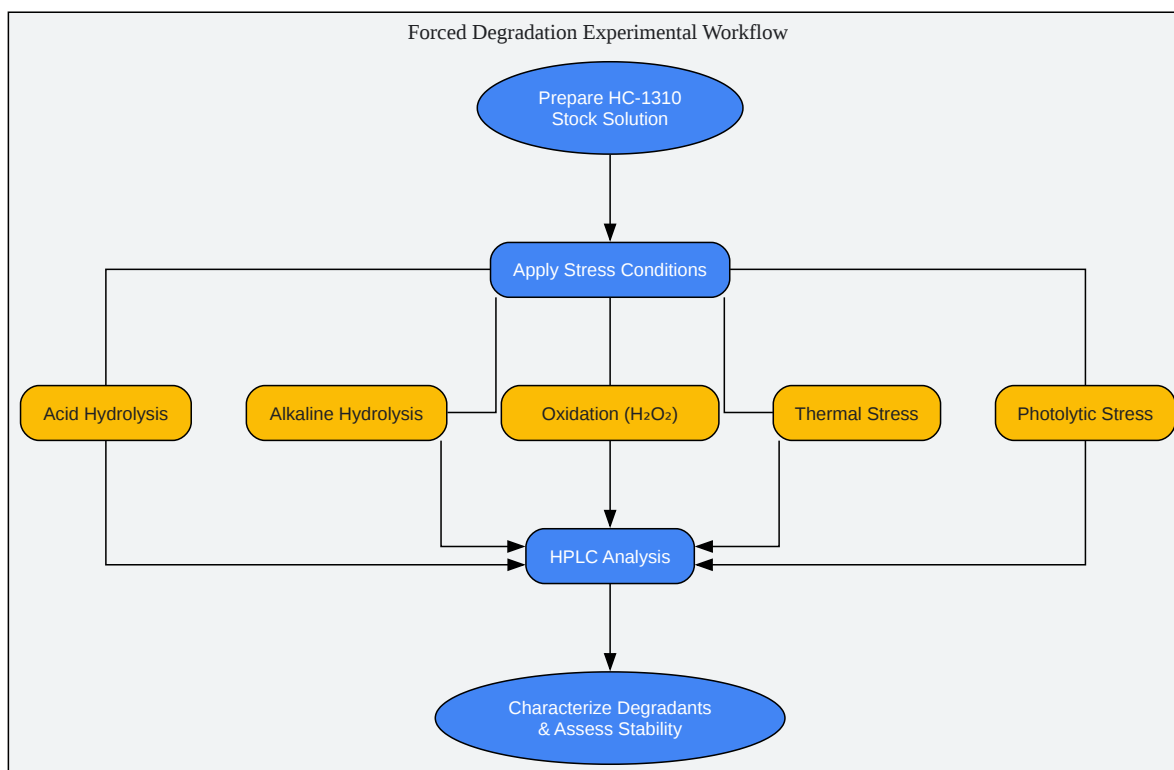 Forced Degradation Experimental Workflow
Prepare HC-1310
Stock Solution
Apply Stress Conditions
Acid Hydrolysis
Alkaline Hydrolysis
Oxidation (H₂O₂)
Thermal Stress
Photolytic Stress
HPLC Analysis
Characterize Degradants
& Assess Stability